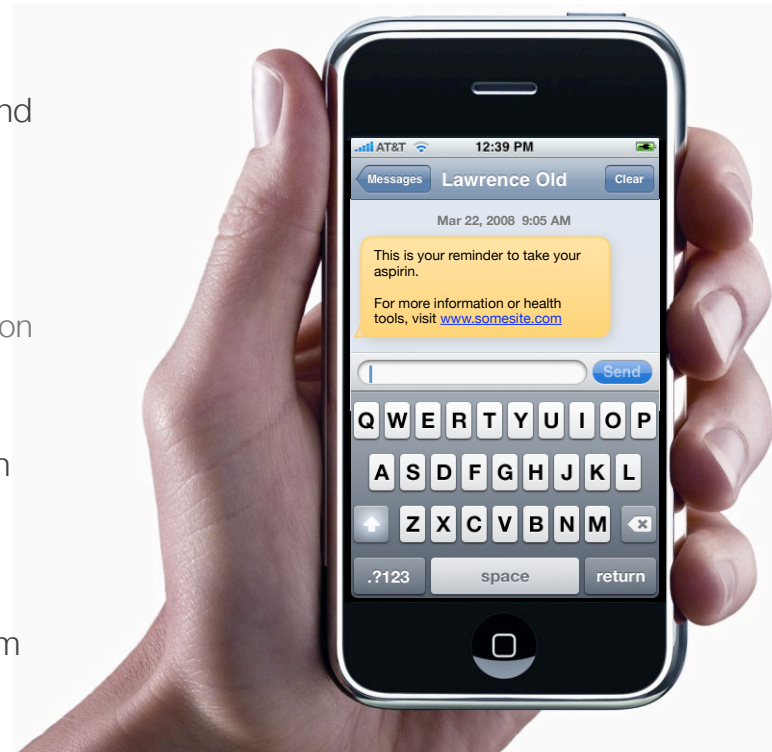 nd
on
n
m
AT&T 12:39 PM
Messages Lawrence Old Clear
Mar 22, 2008 9:05 AM
This is your reminder to take your
aspirin.
For more information or health
tools, visit www.somesite.com
Send
Q W E R T Y U I O P
A S D F G H J K L
Z X C V B N M
.?123 space return